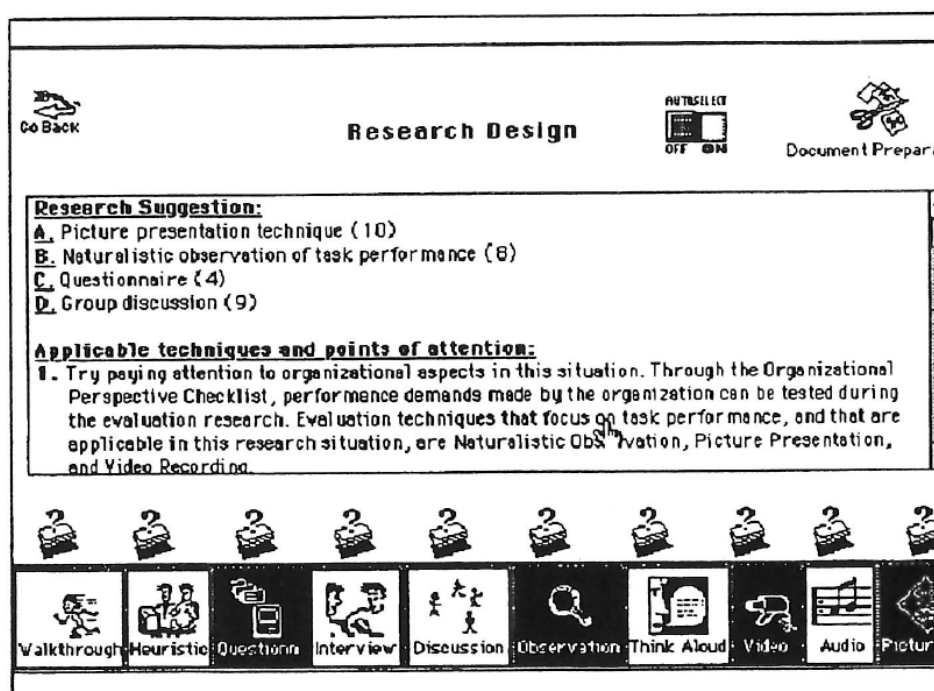 AUTOSELECT
Go Back
Research Design
OFF ON
Document Prepara
Research Suggestion:
A. Picture presentation technique (10)
B. Naturalistic observation of task performance (8)
C. Questionnaire (4)
D. Group discussion (9)
Applicable techniques and points of attention:
1. Try paying attention to organizational aspects in this situation. Through the Organizational
Perspective Checklist, performance demands made by the organization can be tested during
the evaluation research. Evaluation techniques that focus on task performance, and that are
applicable in this research situation, are Naturalistic Obs rvation, Picture Presentation,
and Video Recording.
? ? ? ? ? ? ? ? ? ?
Walkthrough Heuristic Questionn Interview Discussion Observation Think Aloud Video Audio Pictur